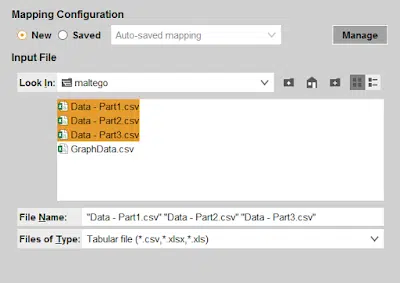 Mapping Configuration
New Saved Auto-saved mapping Manage
Input File
Look In: maltego
Data - Part1.csv
Data - Part2.csv
Data - Part3.csv
GraphData.csv
File Name: "Data - Part1.csv" "Data - Part2.csv" "Data - Part3.csv"
Files of Type: Tabular file (*.csv,*.xlsx,*.xls)